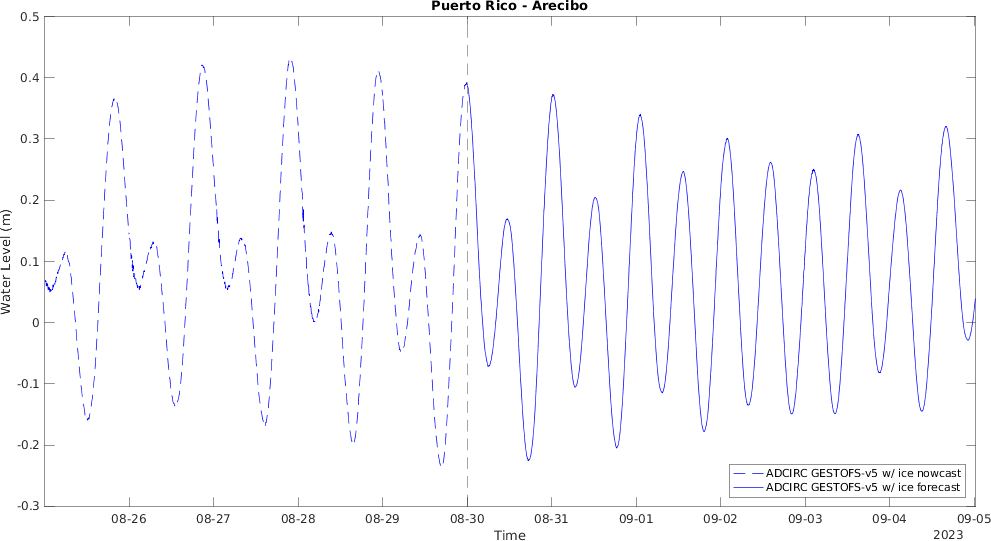 Puerto Rico - Arecibo
0.5
0.4
0.3
0.2
0.1
0
-0.1
-0.2
-0.3
Water Level (m)
ADCIRC GESTOFS-v5 w/ ice nowcast
ADCIRC GESTOFS-v5 w/ ice forecast
08-26 08-27 08-28 08-29 08-30 08-31 09-01 09-02 09-03 09-04 09-05
Time
2023